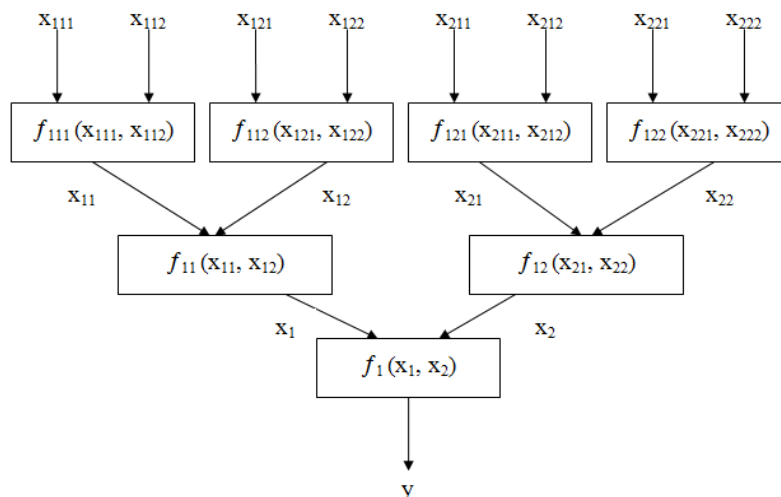 x₁₁₁ x₁₁₂ x₁₂₁ x₁₂₂ x₂₁₁ x₂₁₂ x₂₂₁ x₂₂₂
f₁₁₁(x₁₁₁, x₁₁₂) f₁₁₂(x₁₂₁, x₁₂₂) f₁₂₁(x₂₁₁, x₂₁₂) f₁₂₂(x₂₂₁, x₂₂₂)
x₁₁ x₁₂ x₂₁ x₂₂
f₁₁(x₁₁, x₁₂) f₁₂(x₂₁, x₂₂)
x₁ x₂
f₁(x₁, x₂)
y